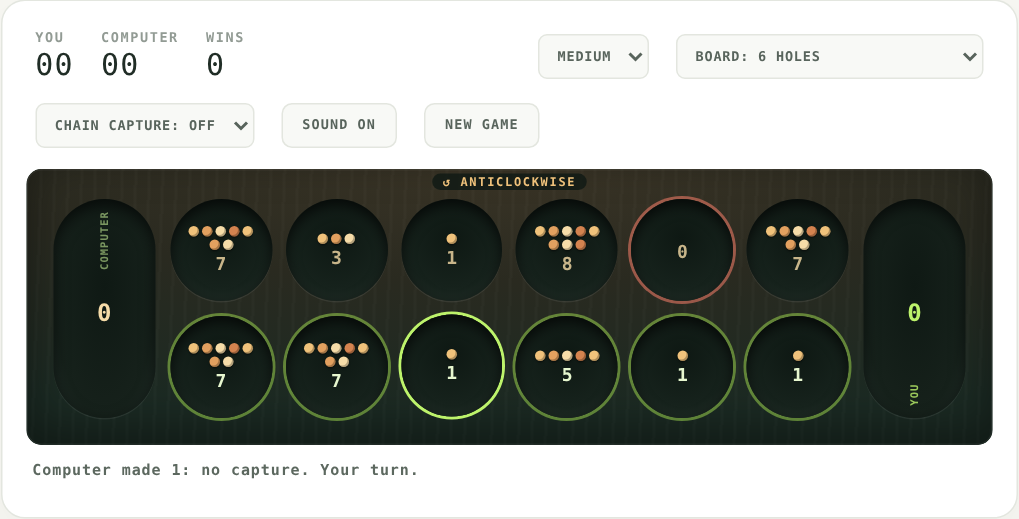 YOU COMPUTER WINS
00 00 0
MEDIUM BOARD: 6 HOLES
CHAIN CAPTURE: OFF SOUND ON NEW GAME
↺ ANTICLOCKWISE
COMPUTER
0
7 3 1 8 0 7
7 7 1 5 1 1
0
YOU
Computer made 1: no capture. Your turn.